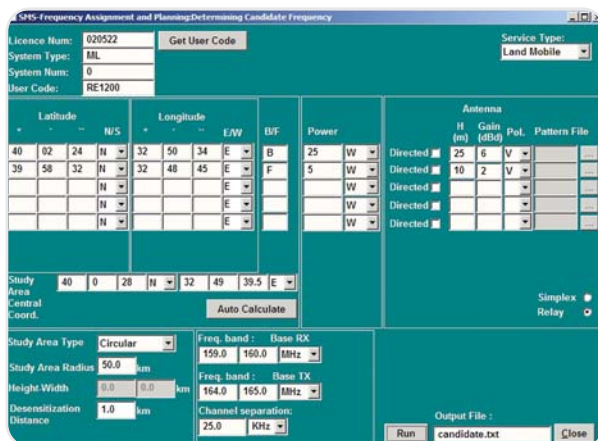 SMS-Frequency Assignment and Planning:Determining Candidate Frequency
Licence Num: 020522 Get User Code Service Type:
System Type: ML Land Mobile
System Num: 0
User Code: RE1200
Latitude Longitude Antenna
° ' '' N/S ° ' '' E/W B/F Power H (m) Gain (dBd) Pol. Pattern File
40 02 24 N 32 50 34 E B 25 W Directed 25 6 V ...
39 58 32 N 32 48 45 E F 5 W Directed 10 2 V ...
N E W Directed ...
N E W Directed ...
N E W Directed ...
Study Area Central Coord. 40 0 28 N 32 49 39.5 E
Auto Calculate
Simplex
Relay
Study Area Type Circular
Study Area Radius 50.0 km
Height-Width 0.0 0.0 km
Desensitization Distance 1.0 km
Freq. band : Base RX
159.0 160.0 MHz
Freq. band : Base TX
164.0 165.0 MHz
Channel separation:
25.0 KHz
Output File :
Run candidate.txt Close